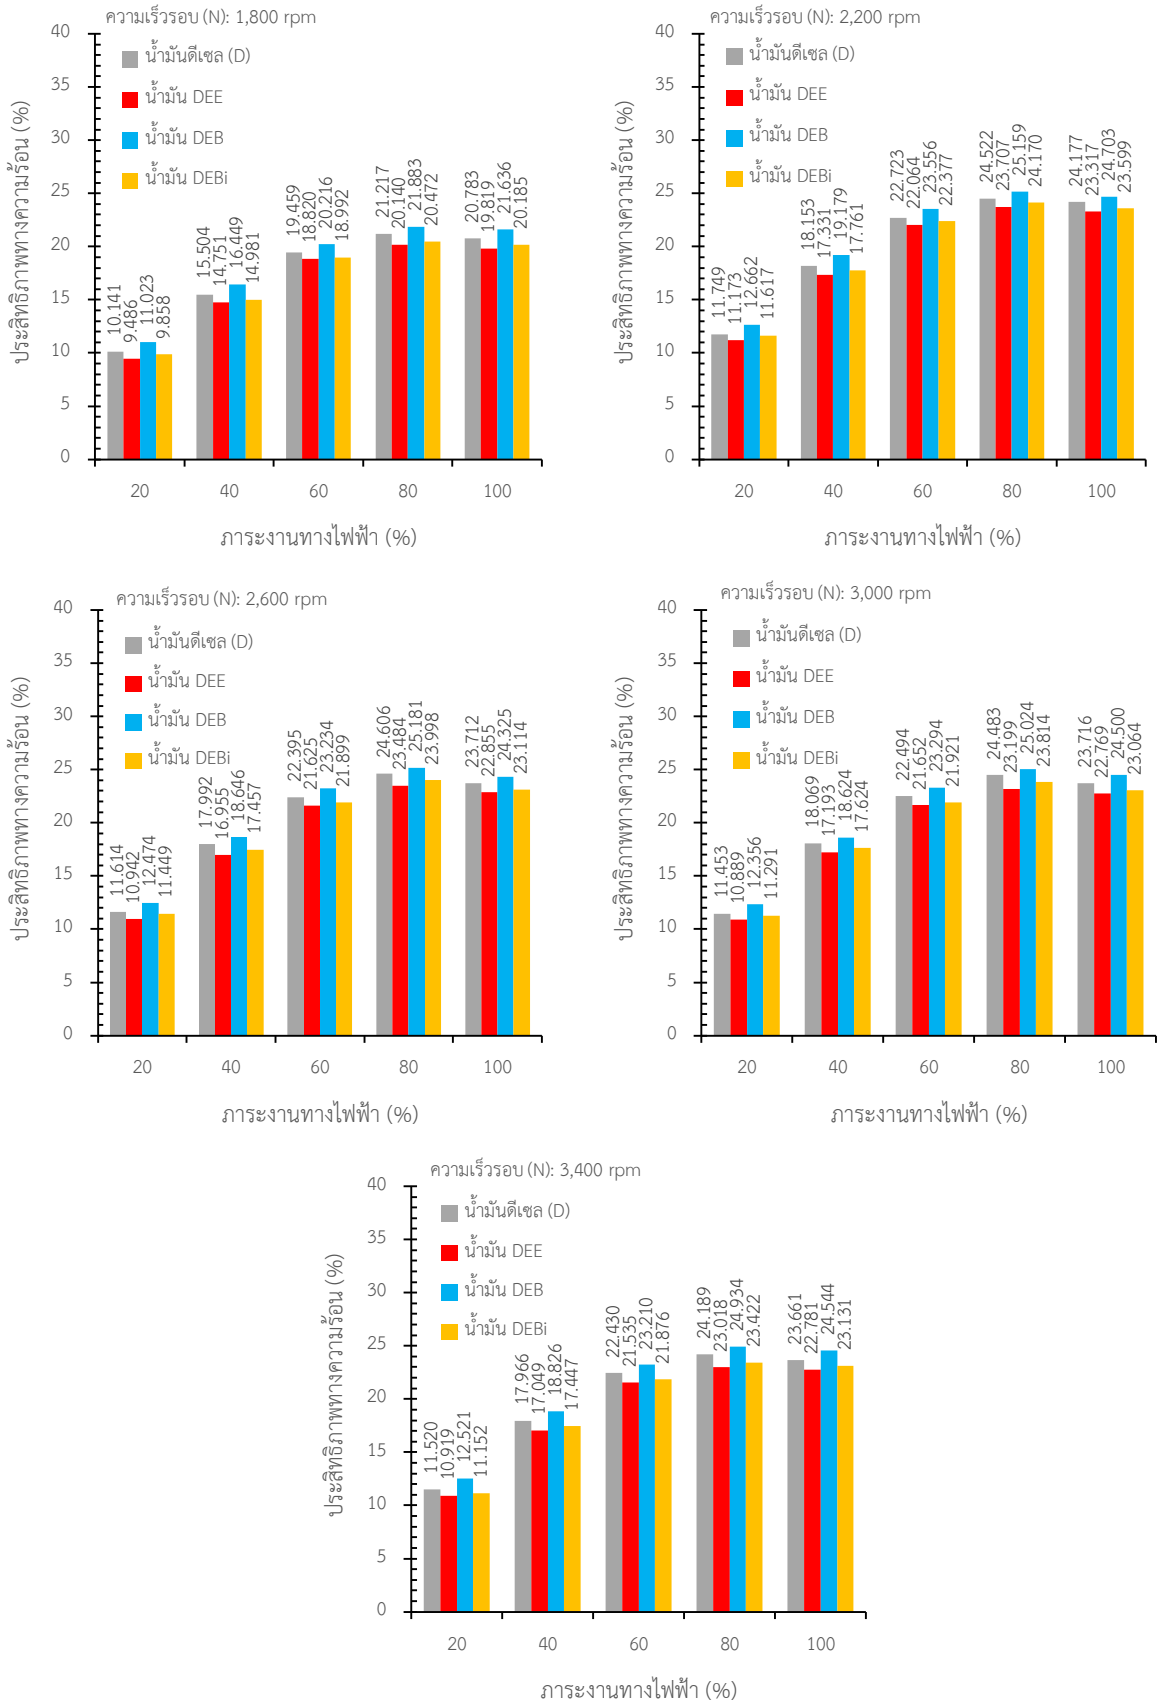 ความเร็วรอบ (N): 1,800 rpm
น้ำมันดีเซล (D)
น้ำมัน DEE
น้ำมัน DEB
น้ำมัน DEBi
ประสิทธิภาพทางความร้อน (%)
40
35
30
25
20
15
10
5
0
10.141 9.486 11.023 9.858
15.504 14.751 16.449 14.981
19.459 18.820 20.216 18.992
21.217 20.140 21.883 20.472
20.783 19.819 21.636 20.185
20 40 60 80 100
ภาระงานทางไฟฟ้า (%)
ความเร็วรอบ (N): 2,200 rpm
น้ำมันดีเซล (D)
น้ำมัน DEE
น้ำมัน DEB
น้ำมัน DEBi
ประสิทธิภาพทางความร้อน (%)
40
35
30
25
20
15
10
5
0
11.749 11.173 12.662 11.617
18.153 17.331 19.179 17.761
22.723 22.064 23.556 22.377
24.522 23.707 25.159 24.170
24.177 23.317 24.703 23.599
20 40 60 80 100
ภาระงานทางไฟฟ้า (%)
ความเร็วรอบ (N): 2,600 rpm
น้ำมันดีเซล (D)
น้ำมัน DEE
น้ำมัน DEB
น้ำมัน DEBi
ประสิทธิภาพทางความร้อน (%)
40
35
30
25
20
15
10
5
0
11.614 10.942 12.474 11.449
17.992 16.955 18.646 17.457
22.395 21.625 23.234 21.899
24.606 23.484 25.181 23.998
23.712 22.855 24.325 23.114
20 40 60 80 100
ภาระงานทางไฟฟ้า (%)
ความเร็วรอบ (N): 3,000 rpm
น้ำมันดีเซล (D)
น้ำมัน DEE
น้ำมัน DEB
น้ำมัน DEBi
ประสิทธิภาพทางความร้อน (%)
40
35
30
25
20
15
10
5
0
11.453 10.889 12.356 11.291
18.069 17.193 18.624 17.624
22.494 21.652 23.294 21.921
24.483 23.199 25.024 23.814
23.716 22.769 24.500 23.064
20 40 60 80 100
ภาระงานทางไฟฟ้า (%)
ความเร็วรอบ (N): 3,400 rpm
น้ำมันดีเซล (D)
น้ำมัน DEE
น้ำมัน DEB
น้ำมัน DEBi
ประสิทธิภาพทางความร้อน (%)
40
35
30
25
20
15
10
5
0
11.520 10.919 12.521 11.152
17.966 17.049 18.826 17.447
22.430 21.535 23.210 21.876
24.189 23.018 24.934 23.422
23.661 22.781 24.544 23.131
20 40 60 80 100
ภาระงานทางไฟฟ้า (%)